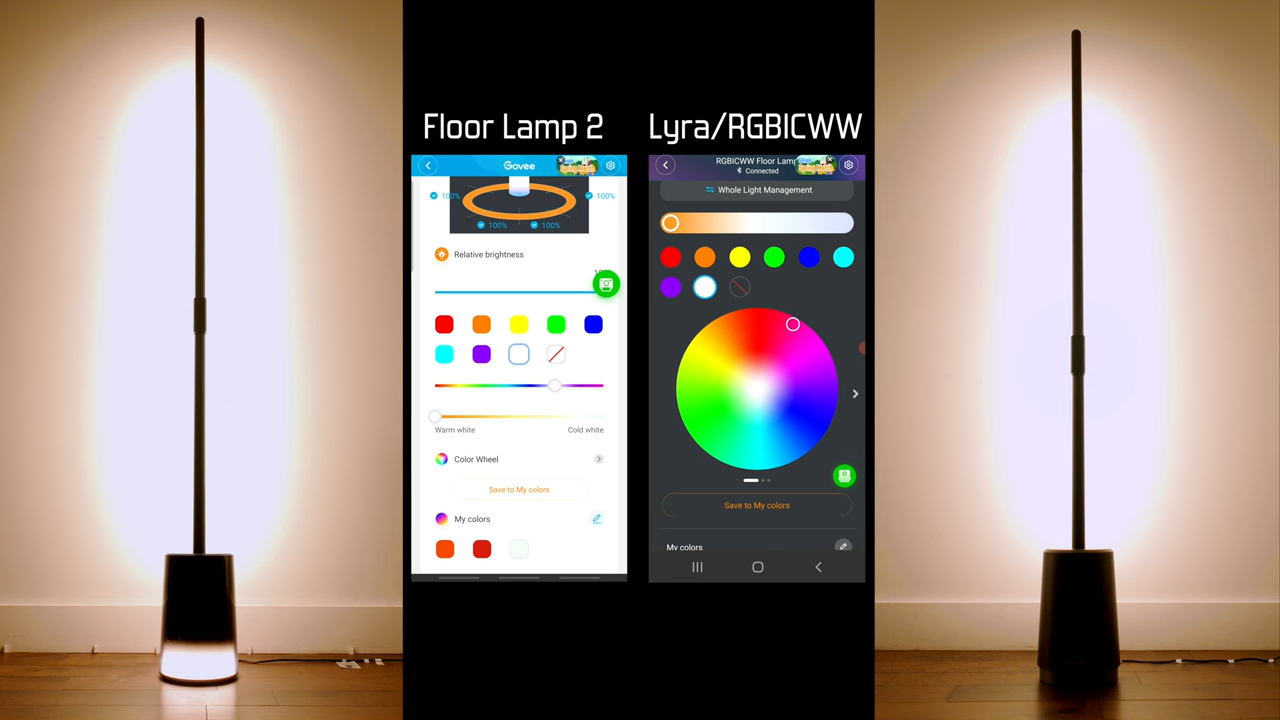 Floor Lamp 2
Govee
100%
100%
100%
100%
Relative brightness
Warm white
Cold white
Color Wheel
Save to My colors
My colors
Lyra/RGBICWW
RGBICWW Floor Lamp
Connected
Whole Light Management
Save to My colors
My colors